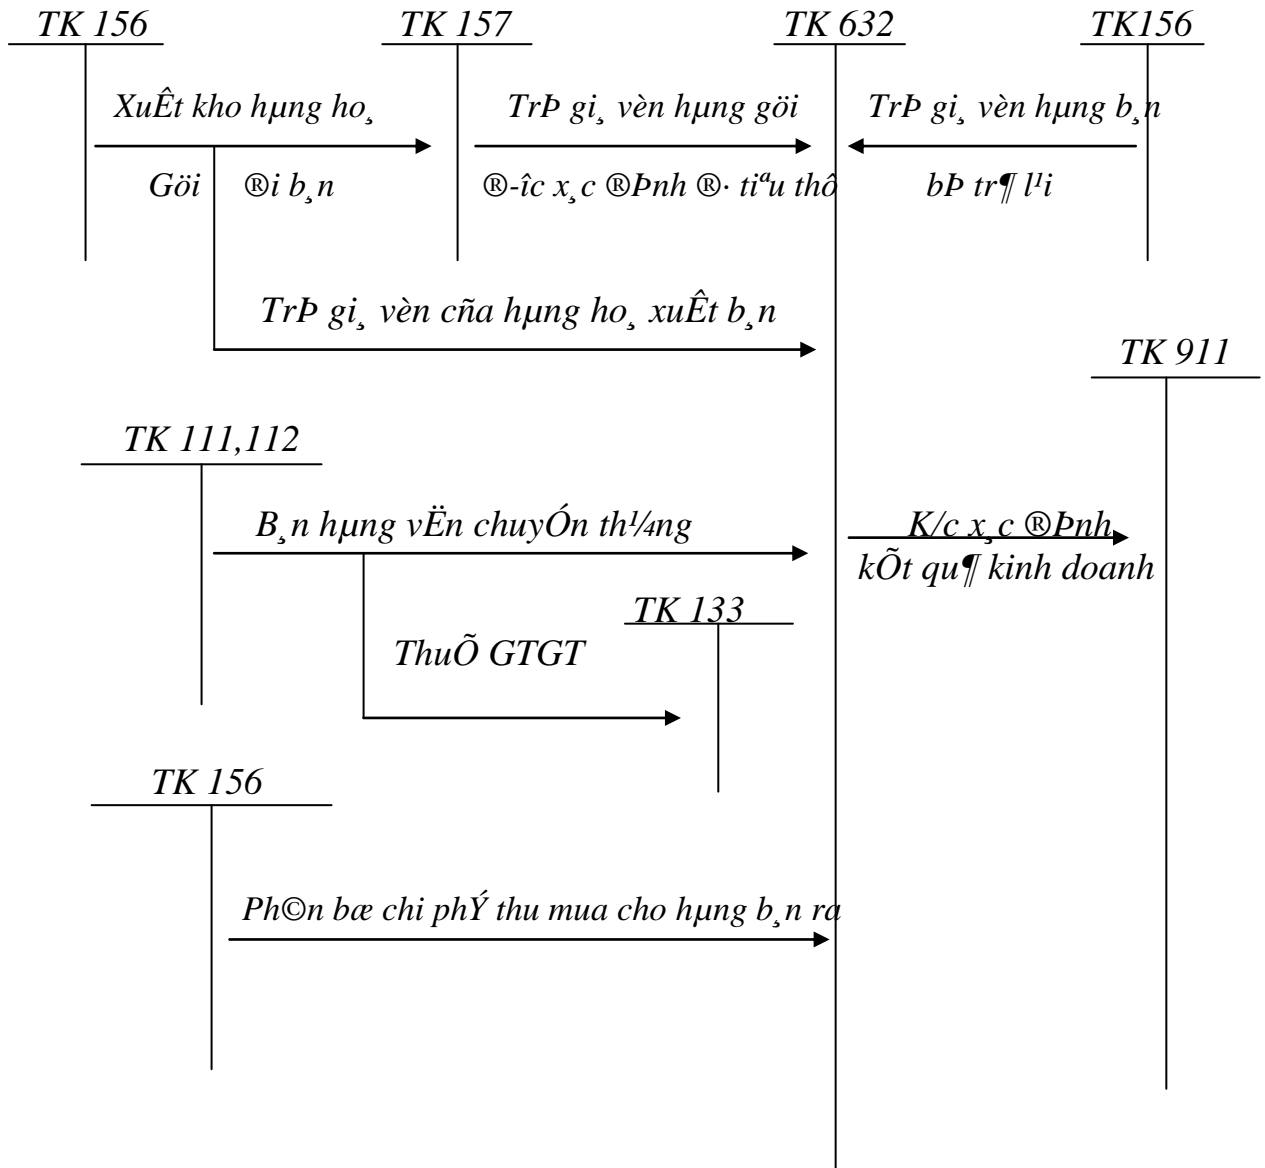 TK 156
TK 157
TK 632
TK156
XuÊt kho hµng ho¸
TrÞ gi¸ vèn hµng göi
TrÞ gi¸ vèn hµng b¸n
Göi ®i b¸n
®­-îc x¸c ®Þnh ®· tiªu thô
bÞ tr¶ l¹i
TrÞ gi¸ vèn cña hµng ho¸ xuÊt b¸n
TK 911
TK 111,112
B¸n hµng vËn chuyÓn th¼ng
K/c x¸c ®Þnh
kÕt qu¶ kinh doanh
TK 133
ThuÕ GTGT
TK 156
Ph©n bæ chi phÝ thu mua cho hµng b¸n ra